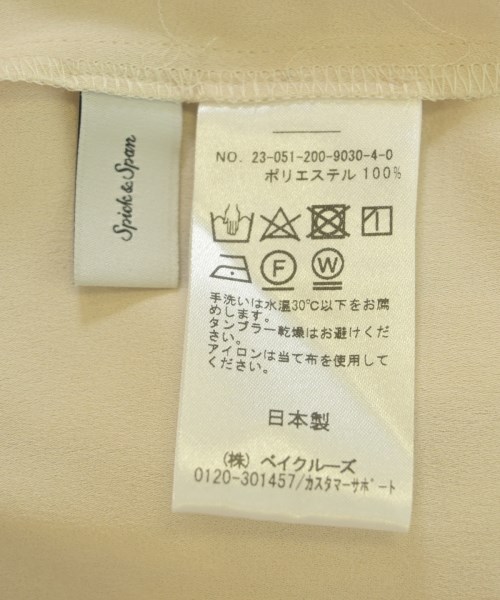 Spick & Span
NO. 23-051-200-9030-4-0
ポリエステル 100%
F W
手洗いは水温30℃以下をお薦
めします。
タンブラー乾燥はお避けくだ
さい。
アイロンは当て布を使用して
ください。
日本製
(株) ベイクルーズ
0120-301457/カスタマーサポート